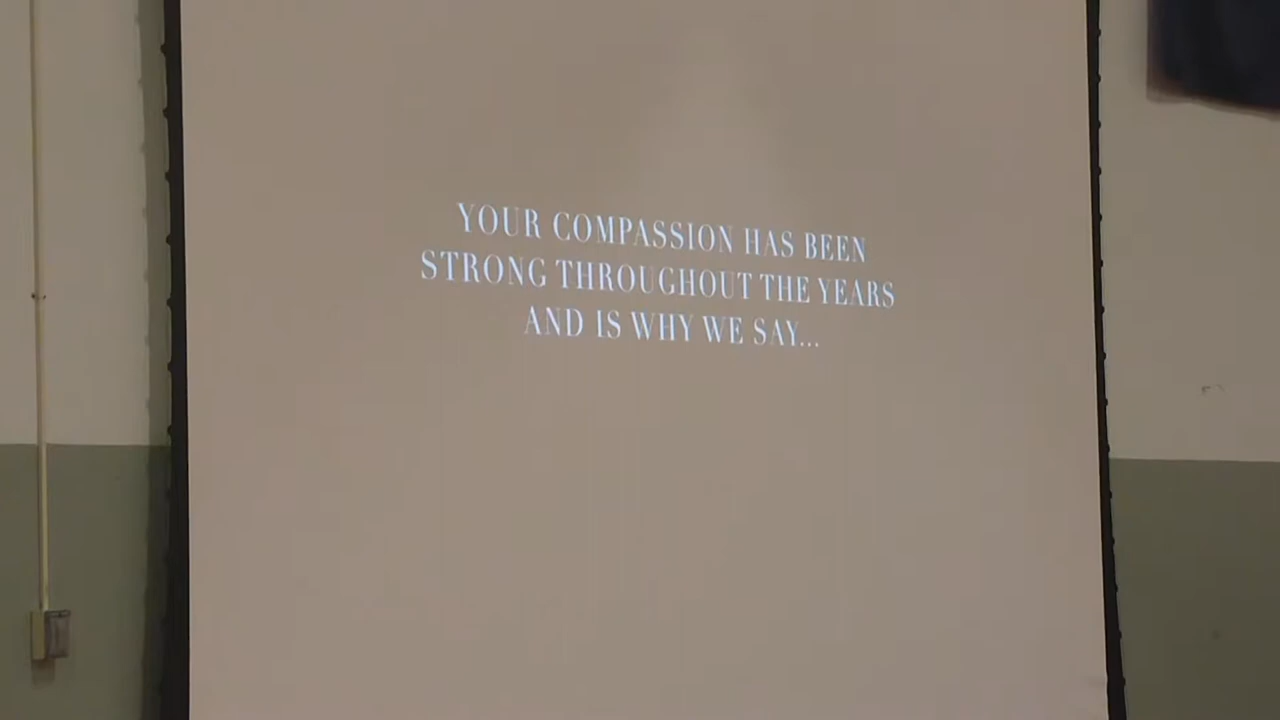 YOUR COMPASSION HAS BEEN
STRONG THROUGHOUT THE YEARS
AND IS WHY WE SAY...